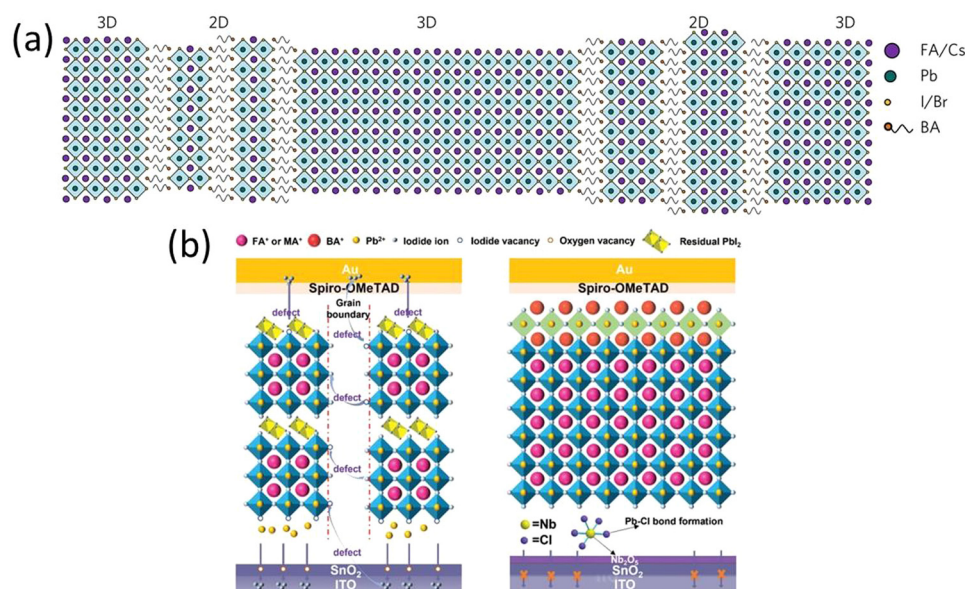 (a)
3D 2D 3D 2D 3D
FA/Cs
Pb
I/Br
BA
(b)
FA⁺ or MA⁺ BA⁺ Pb²⁺ Iodide ion Iodide vacancy Oxygen vacancy Residual PbI₂
Au
Spiro-OMeTAD
Grain
boundary
defect
defect
defect
defect
defect
defect
SnO₂
ITO
Au
Spiro-OMeTAD
=Nb
=Cl
Pb-Cl bond formation
Nb₂O₅
SnO₂
ITO